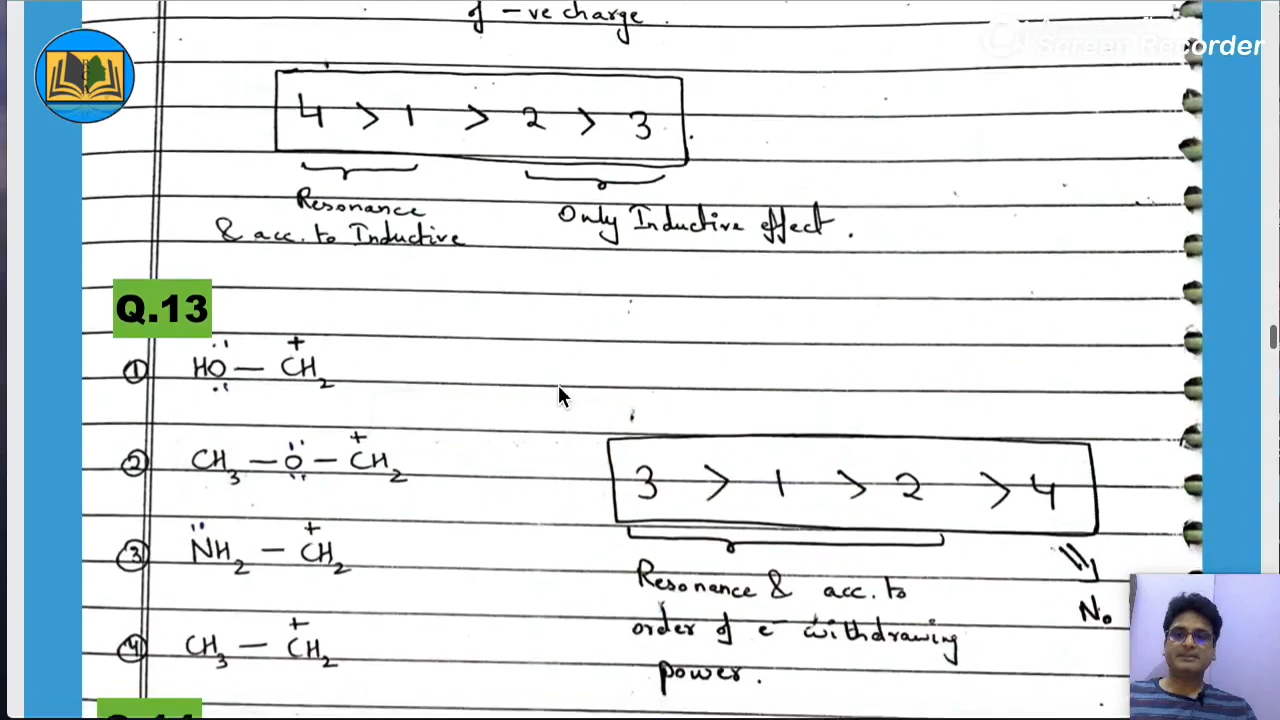 of -ve charge.
Screen Recorder
4 > 1 > 2 > 3
Resonance
& acc. to Inductive
Only Inductive effect.
Q.13
① HÖ — CH₂⁺
② CH₃ — Ö — CH₂⁺
③ N̈H₂ — CH₂⁺
④ CH₃ — CH₂⁺
3 > 1 > 2 > 4
Resonance & acc. to
order of e⁻ withdrawing
power.
No